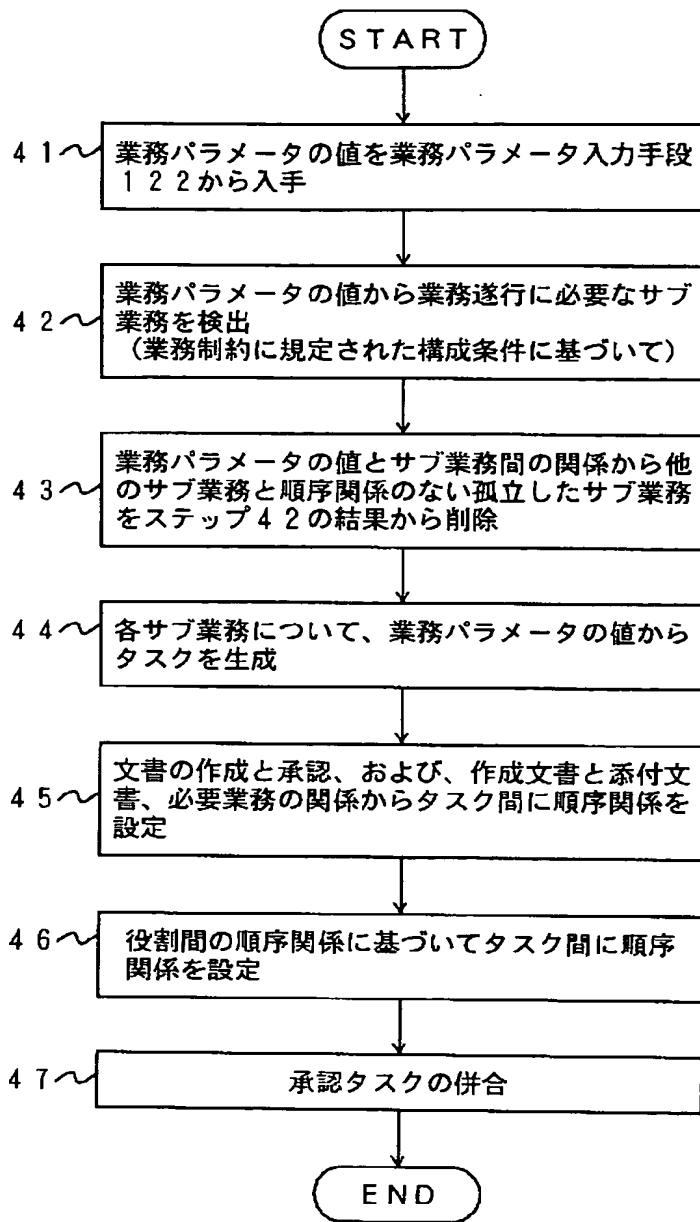 START
41
業務パラメータの値を業務パラメータ入力手段
122から入手
42
業務パラメータの値から業務遂行に必要なサブ
業務を検出
（業務制約に規定された構成条件に基づいて）
43
業務パラメータの値とサブ業務間の関係から他
のサブ業務と順序関係のない孤立したサブ業務
をステップ42の結果から削除
44
各サブ業務について、業務パラメータの値から
タスクを生成
45
文書の作成と承認、および、作成文書と添付文
書、必要業務の関係からタスク間に順序関係を
設定
46
役割間の順序関係に基づいてタスク間に順序
関係を設定
47
承認タスクの併合
END